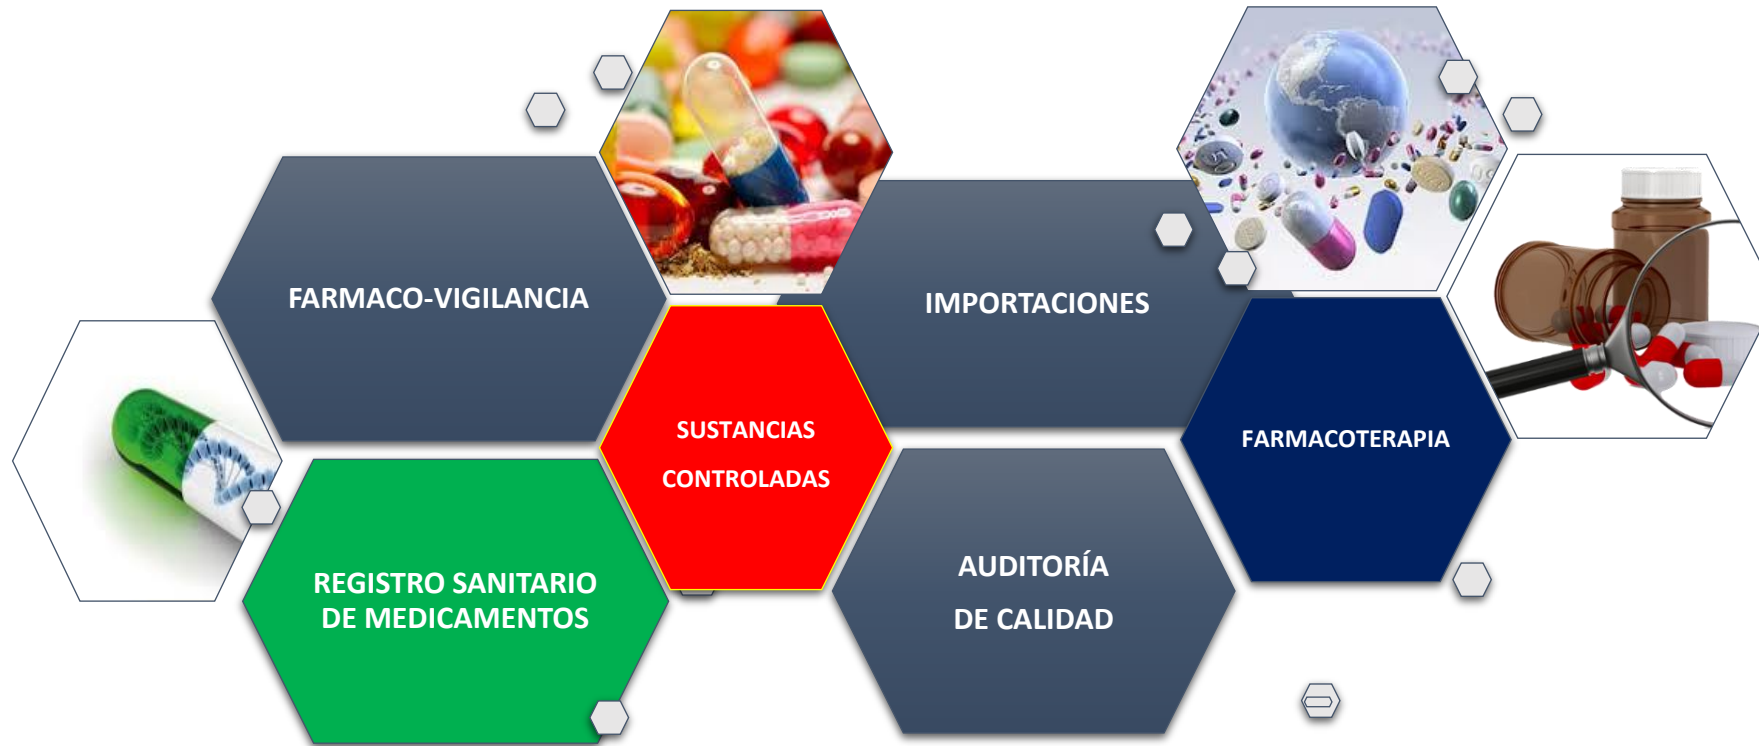 FARMACO-VIGILANCIA
IMPORTACIONES
SUSTANCIAS
CONTROLADAS
FARMACOTERAPIA
REGISTRO SANITARIO
DE MEDICAMENTOS
AUDITORÍA
DE CALIDAD